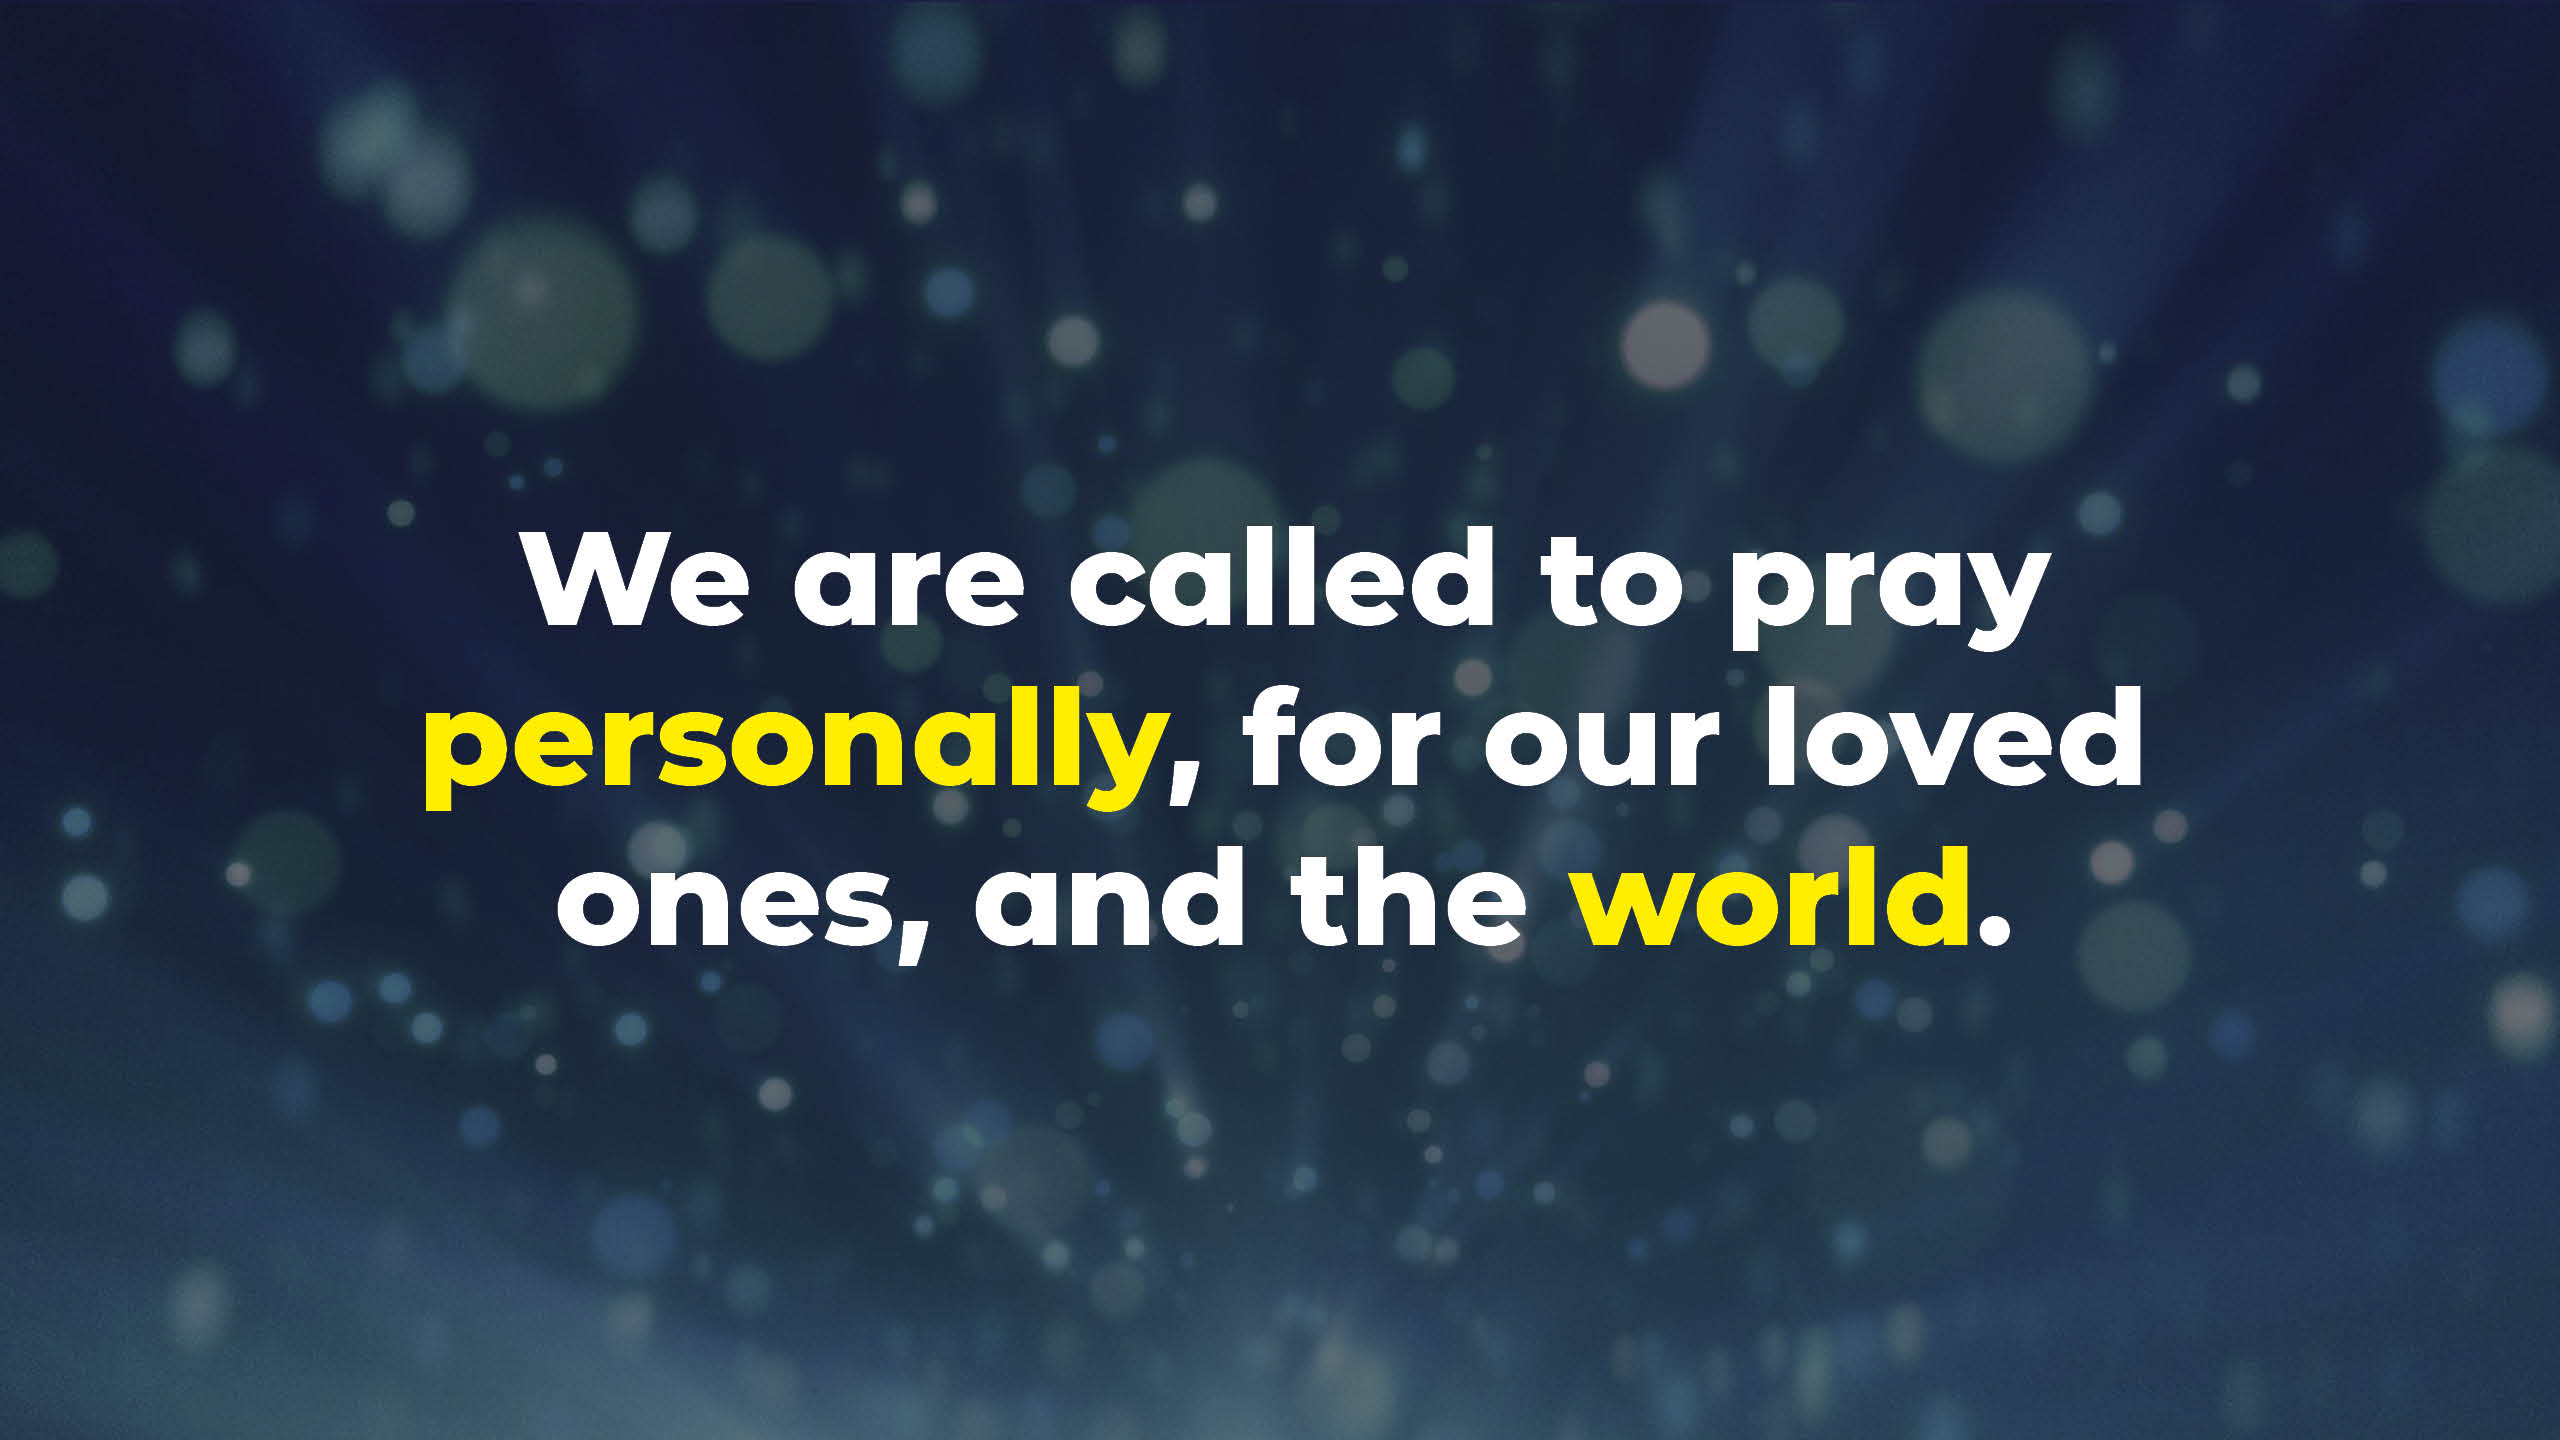 We are called to pray
personally, for our loved
ones, and the world.